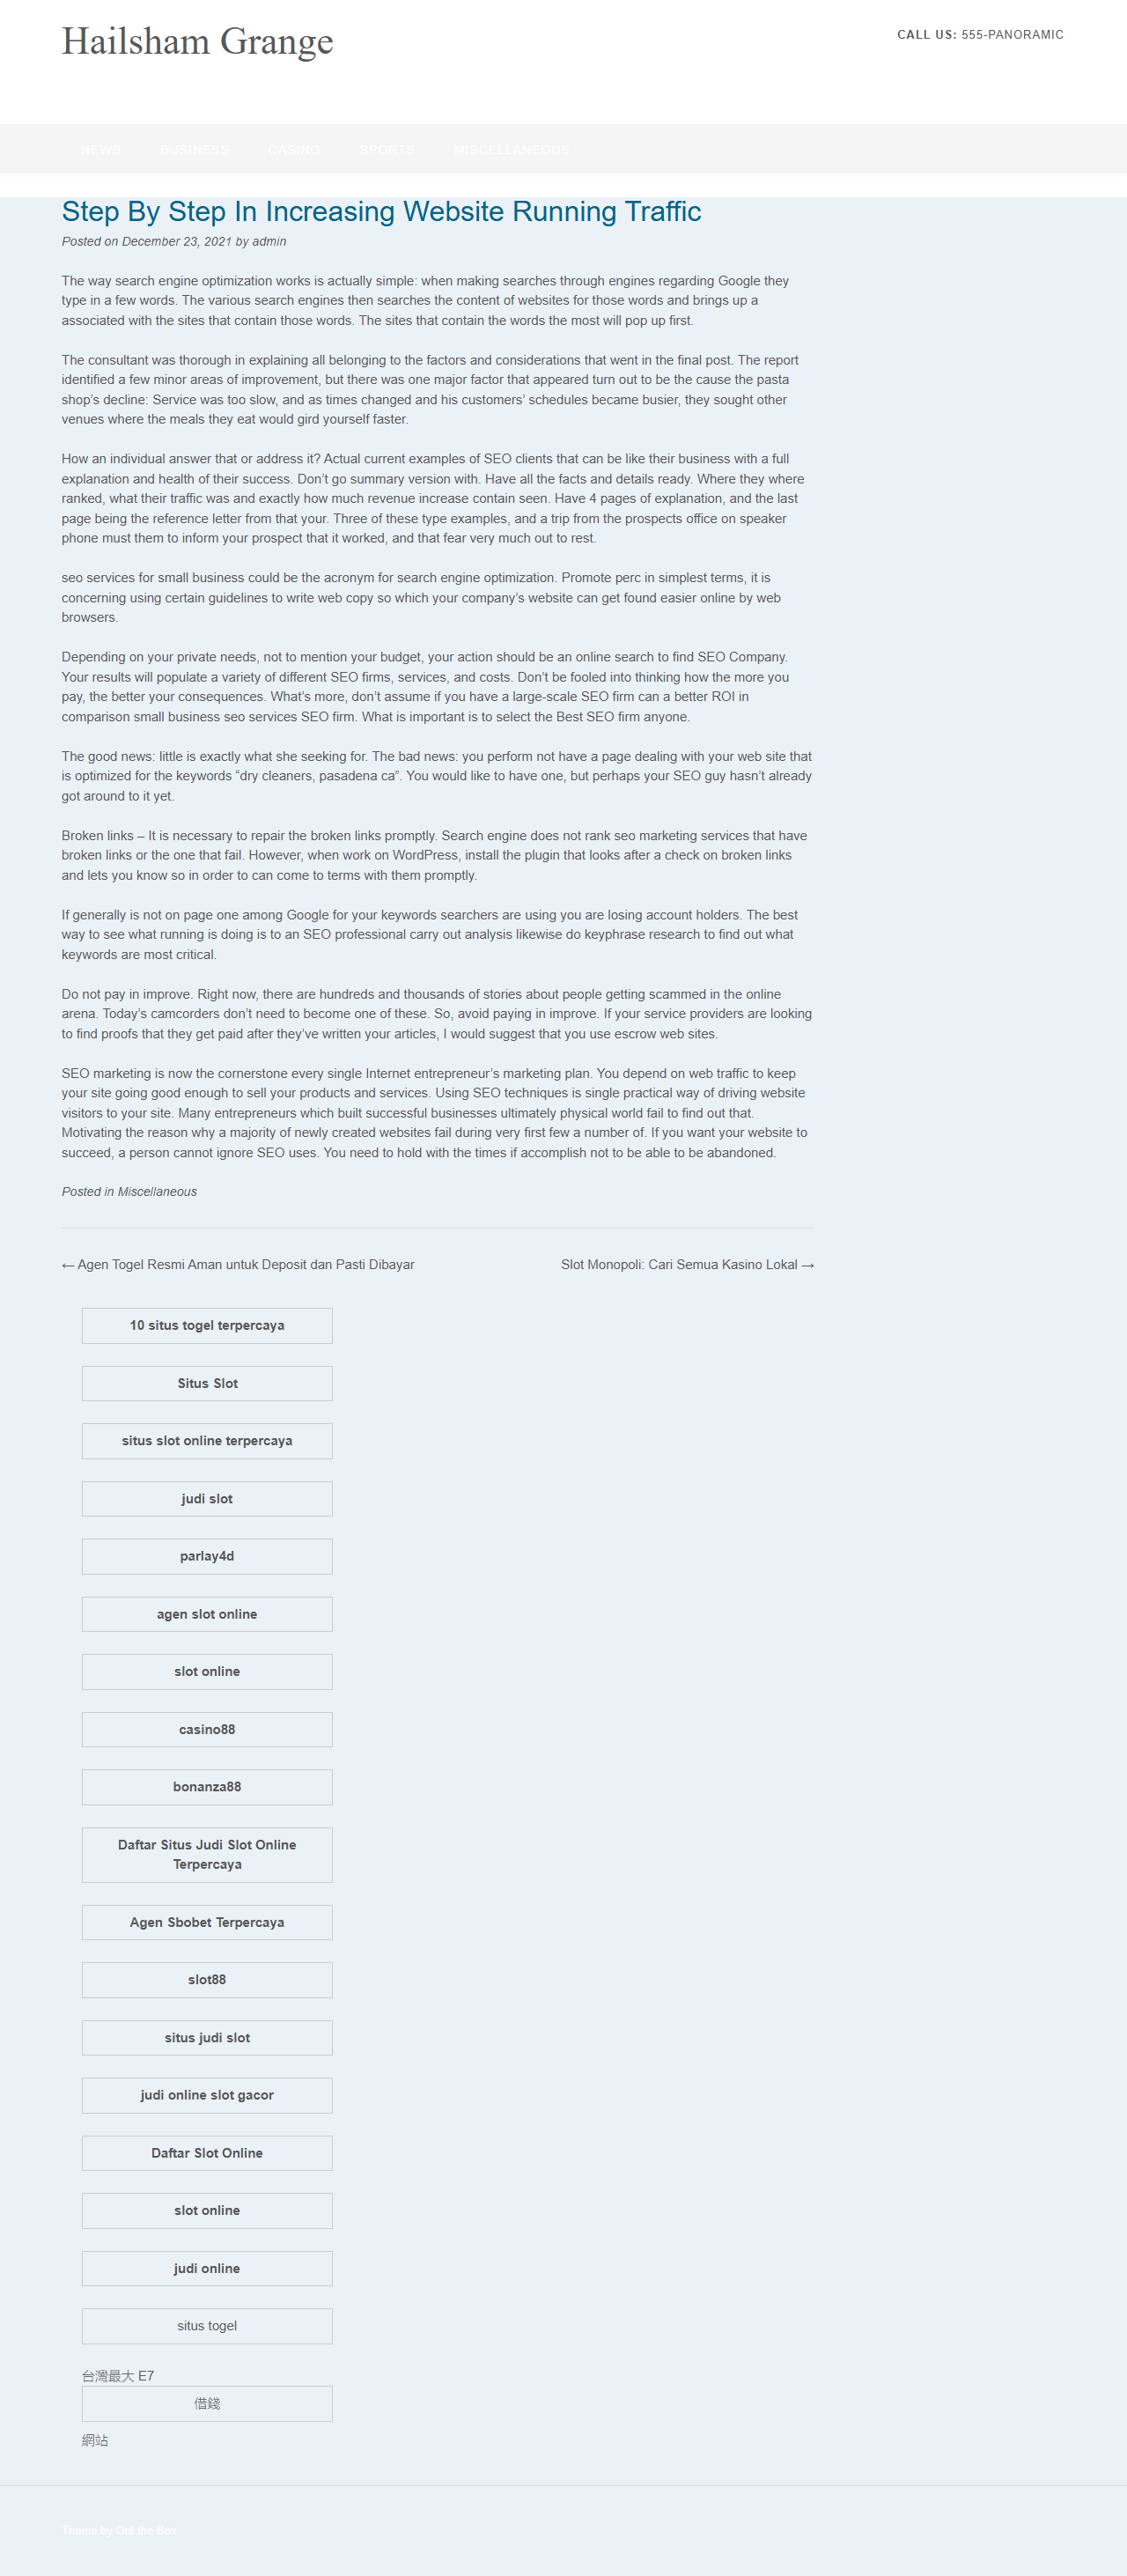 Hailsham Grange
CALL US: 555-PANORAMIC
NEWS BUSINESS CASINO SPORTS MISCELLANEOUS
Step By Step In Increasing Website Running Traffic
Posted on December 23, 2021 by admin
The way search engine optimization works is actually simple: when making searches through engines regarding Google they
type in a few words. The various search engines then searches the content of websites for those words and brings up a
associated with the sites that contain those words. The sites that contain the words the most will pop up first.
The consultant was thorough in explaining all belonging to the factors and considerations that went in the final post. The report
identified a few minor areas of improvement, but there was one major factor that appeared turn out to be the cause the pasta
shop’s decline: Service was too slow, and as times changed and his customers’ schedules became busier, they sought other
venues where the meals they eat would gird yourself faster.
How an individual answer that or address it? Actual current examples of SEO clients that can be like their business with a full
explanation and health of their success. Don’t go summary version with. Have all the facts and details ready. Where they where
ranked, what their traffic was and exactly how much revenue increase contain seen. Have 4 pages of explanation, and the last
page being the reference letter from that your. Three of these type examples, and a trip from the prospects office on speaker
phone must them to inform your prospect that it worked, and that fear very much out to rest.
seo services for small business could be the acronym for search engine optimization. Promote perc in simplest terms, it is
concerning using certain guidelines to write web copy so which your company’s website can get found easier online by web
browsers.
Depending on your private needs, not to mention your budget, your action should be an online search to find SEO Company.
Your results will populate a variety of different SEO firms, services, and costs. Don’t be fooled into thinking how the more you
pay, the better your consequences. What’s more, don’t assume if you have a large-scale SEO firm can a better ROI in
comparison small business seo services SEO firm. What is important is to select the Best SEO firm anyone.
The good news: little is exactly what she seeking for. The bad news: you perform not have a page dealing with your web site that
is optimized for the keywords “dry cleaners, pasadena ca”. You would like to have one, but perhaps your SEO guy hasn’t already
got around to it yet.
Broken links – It is necessary to repair the broken links promptly. Search engine does not rank seo marketing services that have
broken links or the one that fail. However, when work on WordPress, install the plugin that looks after a check on broken links
and lets you know so in order to can come to terms with them promptly.
If generally is not on page one among Google for your keywords searchers are using you are losing account holders. The best
way to see what running is doing is to an SEO professional carry out analysis likewise do keyphrase research to find out what
keywords are most critical.
Do not pay in improve. Right now, there are hundreds and thousands of stories about people getting scammed in the online
arena. Today’s camcorders don’t need to become one of these. So, avoid paying in improve. If your service providers are looking
to find proofs that they get paid after they’ve written your articles, I would suggest that you use escrow web sites.
SEO marketing is now the cornerstone every single Internet entrepreneur’s marketing plan. You depend on web traffic to keep
your site going good enough to sell your products and services. Using SEO techniques is single practical way of driving website
visitors to your site. Many entrepreneurs which built successful businesses ultimately physical world fail to find out that.
Motivating the reason why a majority of newly created websites fail during very first few a number of. If you want your website to
succeed, a person cannot ignore SEO uses. You need to hold with the times if accomplish not to be able to be abandoned.
Posted in Miscellaneous
← Agen Togel Resmi Aman untuk Deposit dan Pasti Dibayar
Slot Monopoli: Cari Semua Kasino Lokal →
10 situs togel terpercaya
Situs Slot
situs slot online terpercaya
judi slot
parlay4d
agen slot online
slot online
casino88
bonanza88
Daftar Situs Judi Slot Online
Terpercaya
Agen Sbobet Terpercaya
slot88
situs judi slot
judi online slot gacor
Daftar Slot Online
slot online
judi online
situs togel
台灣最大 E7
借錢
網站
Theme by Out the Box